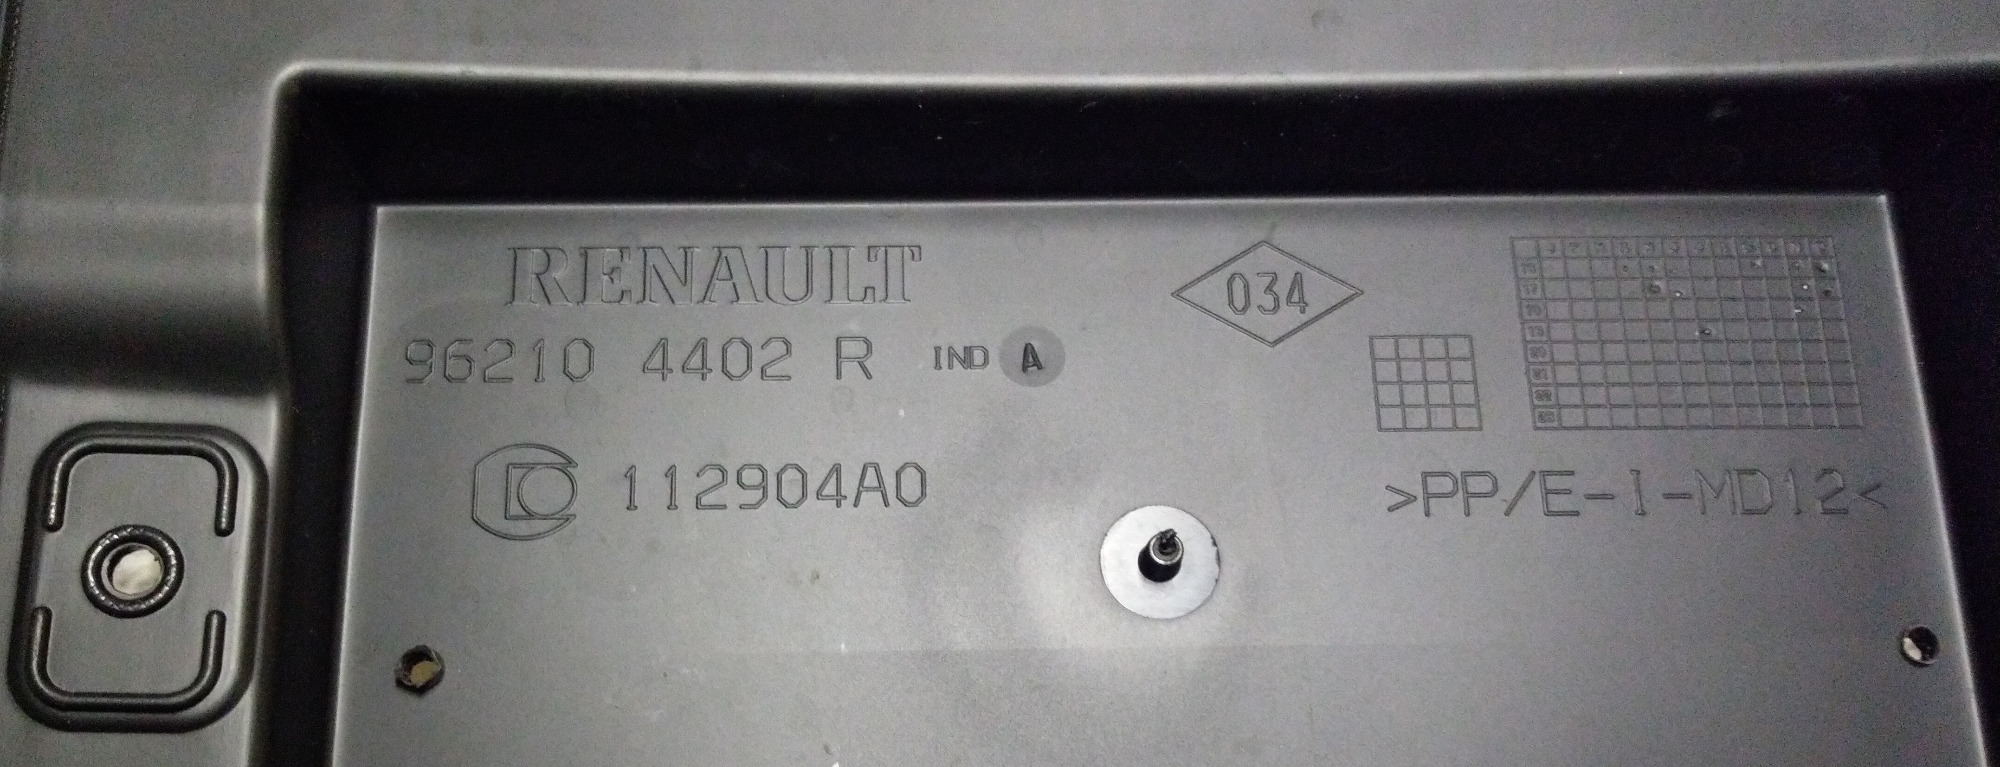 RENAULT
034
96210 4402 R IND A
112904A0
>PP/E-I-MD12<